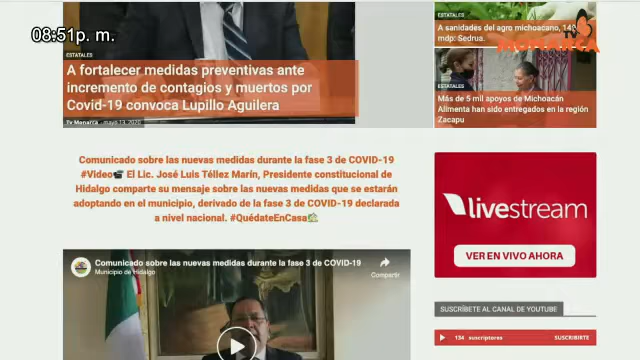 08:51p. m.
ESTATALES
A fortalecer medidas preventivas ante
incremento de contagios y muertos por
Covid-19 convoca Lupillo Aguilera
mayo 13, 2020
ESTATALES
A sanidades del agro michoacano,
mdp: Sedrua.
ESTATALES
Más de 5 mil apoyos de Michoacán
Alimenta han sido entregados en la región
Zacapu
Comunicado sobre las nuevas medidas durante la fase 3 de COVID-19
#Video El Lic. José Luis Téllez Marín, Presidente constitucional de
Hidalgo comparte su mensaje sobre las nuevas medidas que se estarán
adoptando en el municipio, derivado de la fase 3 de COVID-19 declarada
a nivel nacional. #QuédateEnCasa
Comunicado sobre las nuevas medidas durante la fase 3 de COVID-19
Municipio de Hidalgo
Compartir
livestream
VER EN VIVO AHORA
SUSCRÍBETE AL CANAL DE YOUTUBE
134 suscriptores
SUSCRIBIRTE